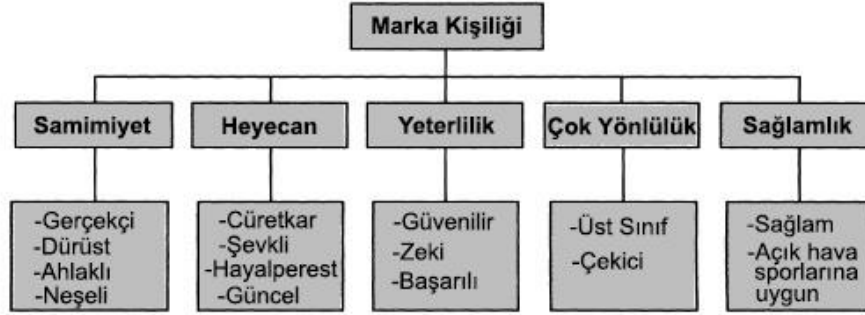 Marka Kişiliği
Samimiyet
Heyecan
Yeterlilik
Çok Yönlülük
Sağlamlık
-Gerçekçi
-Dürüst
-Ahlaklı
-Neşeli
-Cüretkar
-Şevkli
-Hayalperest
-Güncel
-Güvenilir
-Zeki
-Başarılı
-Üst Sınıf
-Çekici
-Sağlam
-Açık hava
sporlarına
uygun